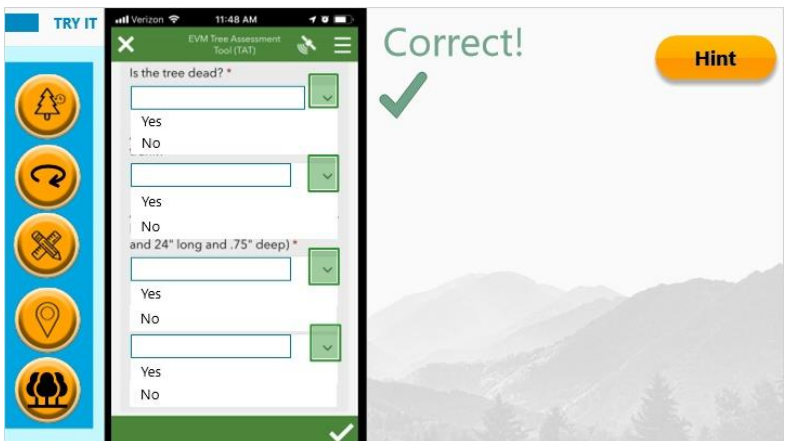 TRY IT
Verizon 11:48 AM
EVM Tree Assessment
Tool (TAT)
Is the tree dead? *
Yes
No
Yes
No
and 24" long and .75" deep) *
Yes
No
Yes
No
Correct!
Hint